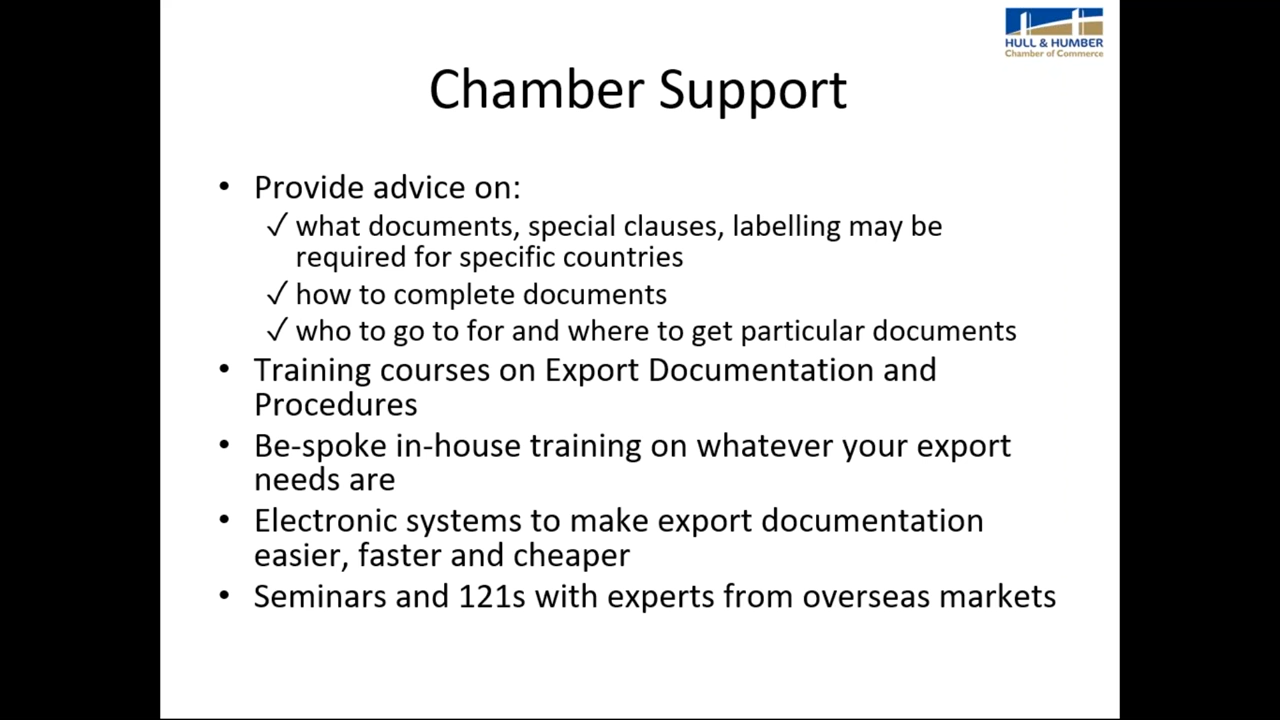 HULL & HUMBER
Chamber of Commerce
Chamber Support
• Provide advice on:
✓ what documents, special clauses, labelling may be
required for specific countries
✓ how to complete documents
✓ who to go to for and where to get particular documents
• Training courses on Export Documentation and
Procedures
• Be-spoke in-house training on whatever your export
needs are
• Electronic systems to make export documentation
easier, faster and cheaper
• Seminars and 121s with experts from overseas markets